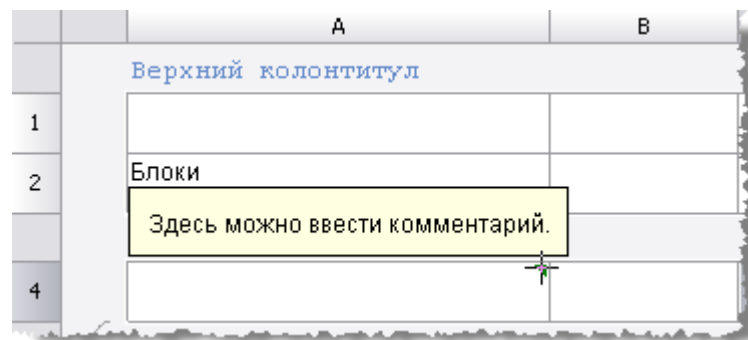 A B
Верхний колонтитул
1
2 Блоки
Здесь можно ввести комментарий.
4